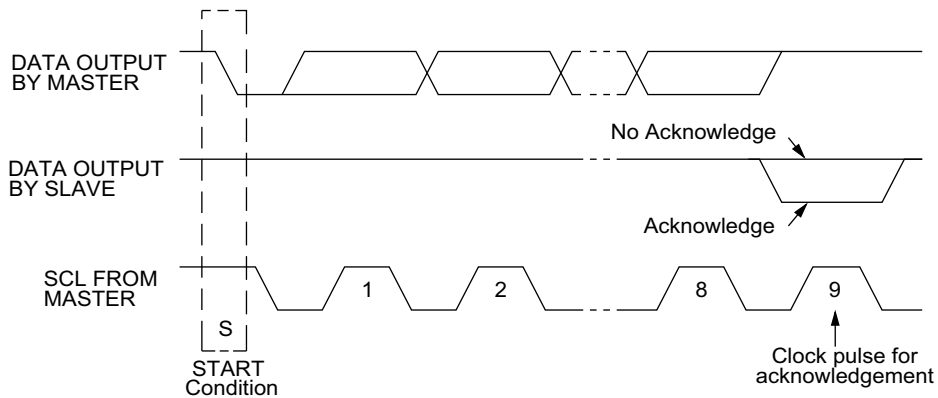 DATA OUTPUT
BY MASTER
No Acknowledge
DATA OUTPUT
BY SLAVE
Acknowledge
SCL FROM
MASTER
1
2
8
9
S
START
Condition
Clock pulse for
acknowledgement